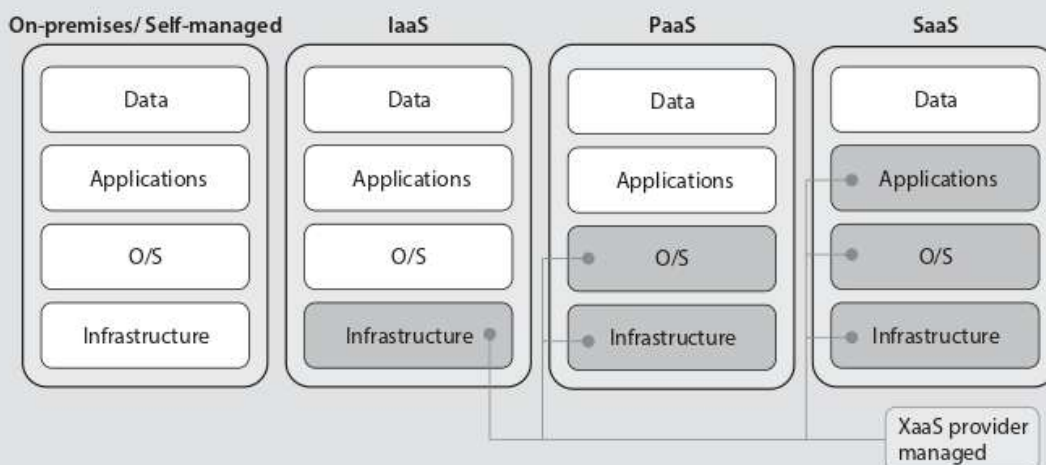 On-premises/ Self-managed
IaaS
PaaS
SaaS
Data
Data
Data
Data
Applications
Applications
Applications
Applications
O/S
O/S
O/S
O/S
Infrastructure
Infrastructure
Infrastructure
Infrastructure
XaaS provider
managed